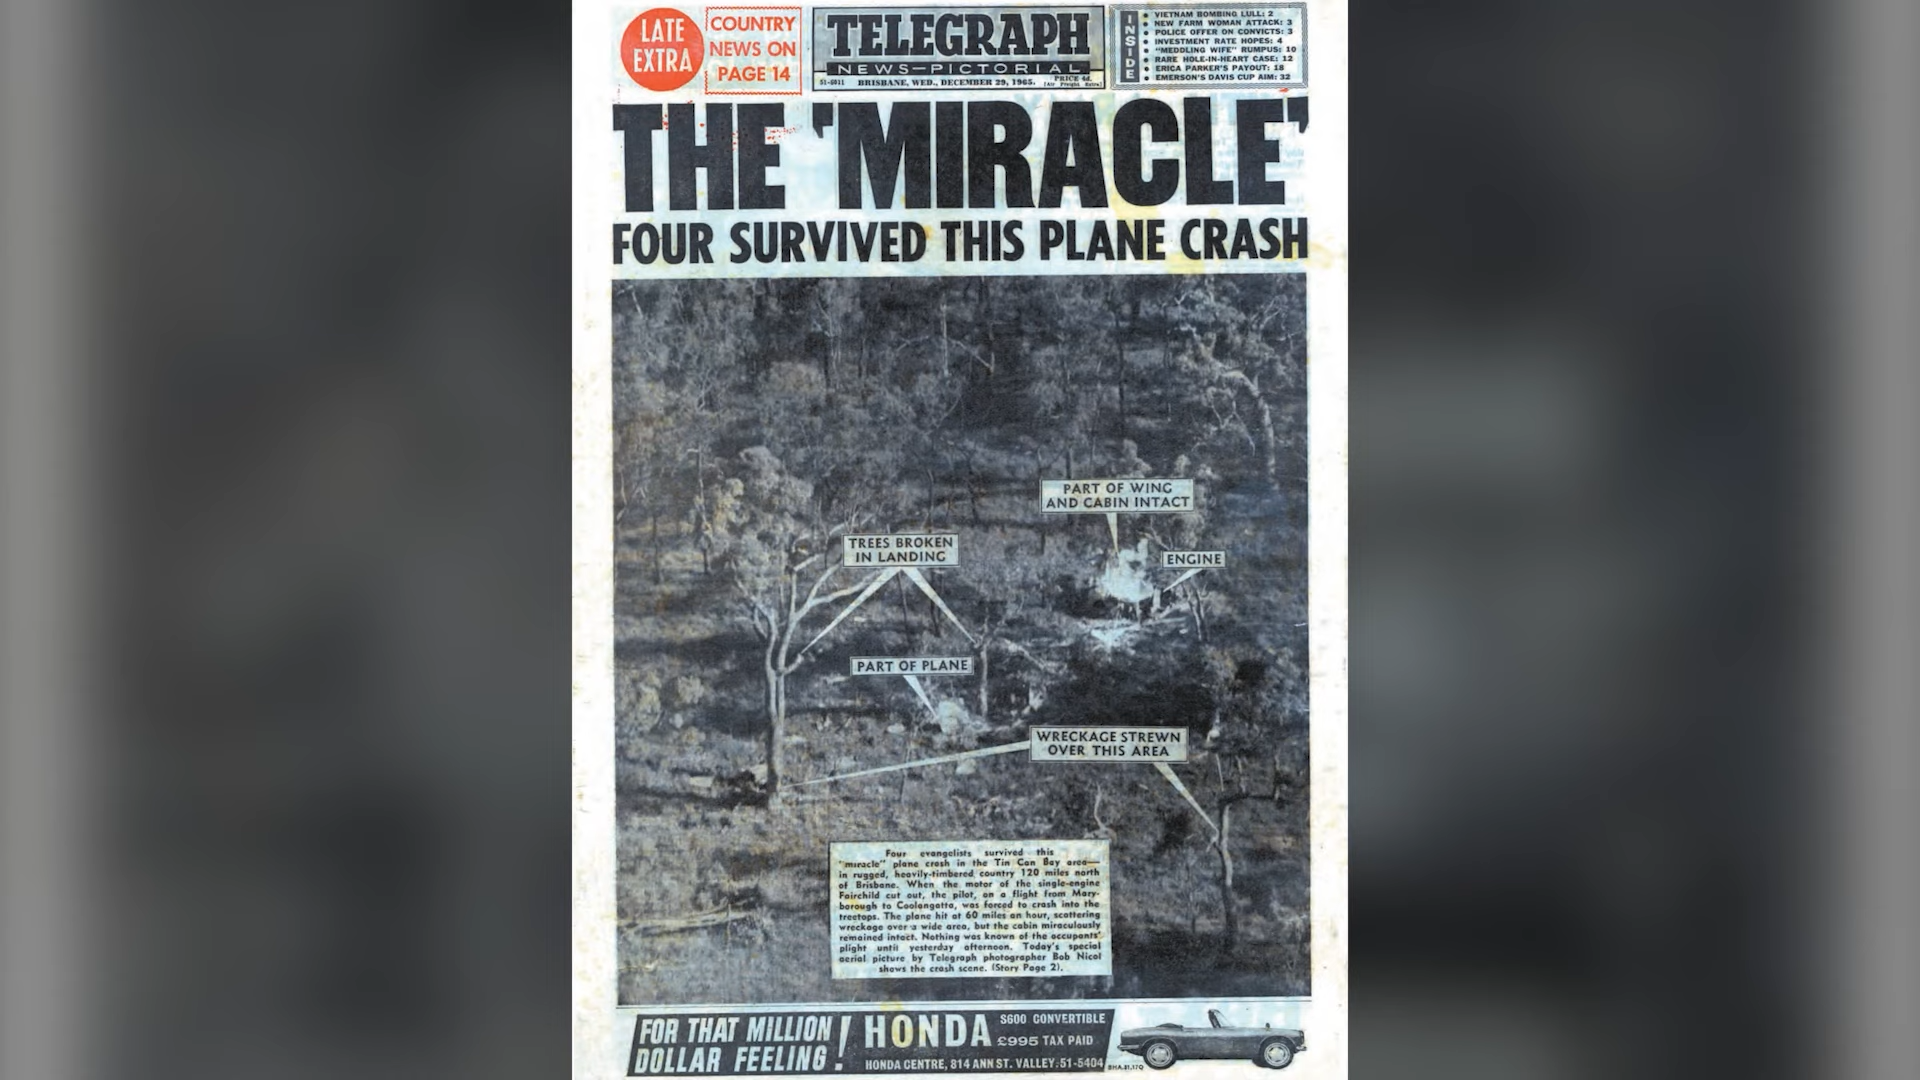 LATE
EXTRA
COUNTRY
NEWS ON
PAGE 14
TELEGRAPH
NEWS—PICTORIAL
51-6011 BRISBANE, WED., DECEMBER 29, 1965. PRICE 4d.
[Air Freight Extra]
INSIDE
• VIETNAM BOMBING LULL: 2
• NEW FARM WOMAN ATTACK: 3
• POLICE OFFER ON CONVICTS: 3
• INVESTMENT RATE HOPES: 4
• "MEDDLING WIFE" RUMPUS: 10
• RARE HOLE-IN-HEART CASE: 12
• ERICA PARKER'S PAYOUT: 18
• EMERSON'S DAVIS CUP AIM: 32
THE 'MIRACLE'
FOUR SURVIVED THIS PLANE CRASH
PART OF WING
AND CABIN INTACT
TREES BROKEN
IN LANDING
ENGINE
PART OF PLANE
WRECKAGE STREWN
OVER THIS AREA
Four evangelists survived this
"miracle" plane crash in the Tin Can Bay area—
in rugged, heavily-timbered country 120 miles north
of Brisbane. When the motor of the single-engine
Fairchild cut out, the pilot, on a flight from Mary-
borough to Coolangatta, was forced to crash into the
treetops. The plane hit at 60 miles an hour, scattering
wreckage over a wide area, but the cabin miraculously
remained intact. Nothing was known of the occupants'
plight until yesterday afternoon. Today's special
aerial picture by Telegraph photographer Bob Nicol
shows the crash scene. (Story Page 2).
FOR THAT MILLION
DOLLAR FEELING!
HONDA
S600 CONVERTIBLE
£995 TAX PAID
HONDA CENTRE, 814 ANN ST. VALLEY. 51-5404
BHA.81.17Q